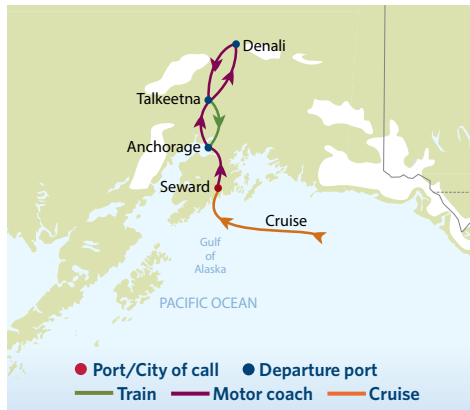 Denali
Talkeetna
Anchorage
Seward
Cruise
Gulf
of
Alaska
PACIFIC OCEAN
Port/City of call
Departure port
Train
Motor coach
Cruise